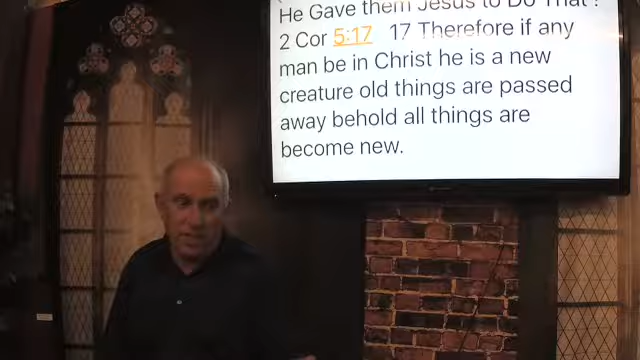 He Gave them Jesus to Do That !
2 Cor 5:17 17 Therefore if any
man be in Christ he is a new
creature old things are passed
away behold all things are
become new.